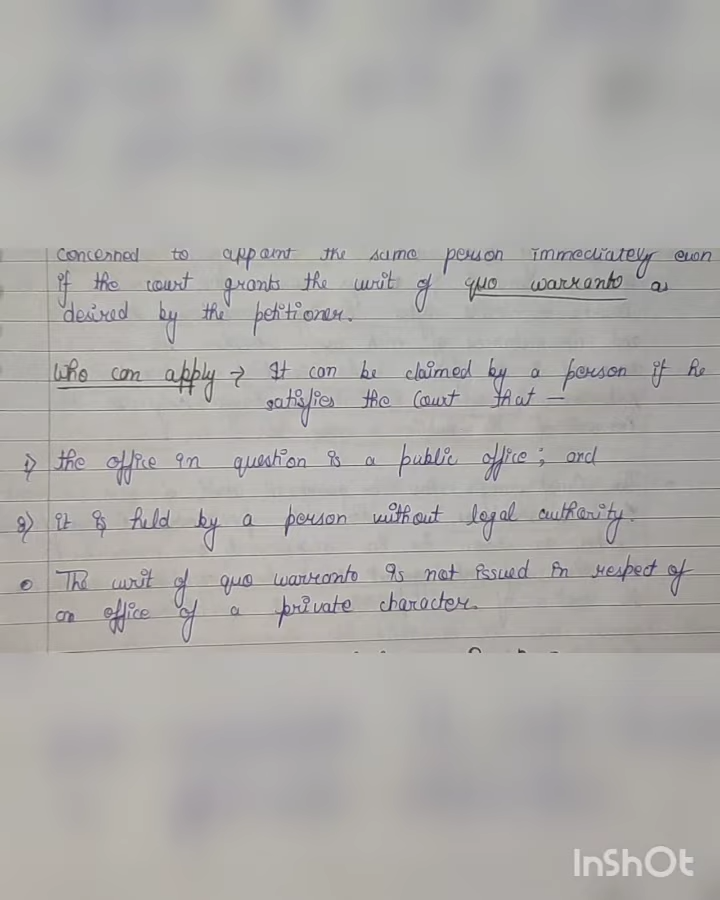 concerned to appoint the same person immediately even
if the court grants the writ of quo warranto as
desired by the petitioner.
Who can apply → It can be claimed by a person if he
satisfies the court that —
1) the office in question is a public office; and
2) it is held by a person without legal authority.
• The writ of quo warranto is not issued in respect of
an office of a private character.
InShOt